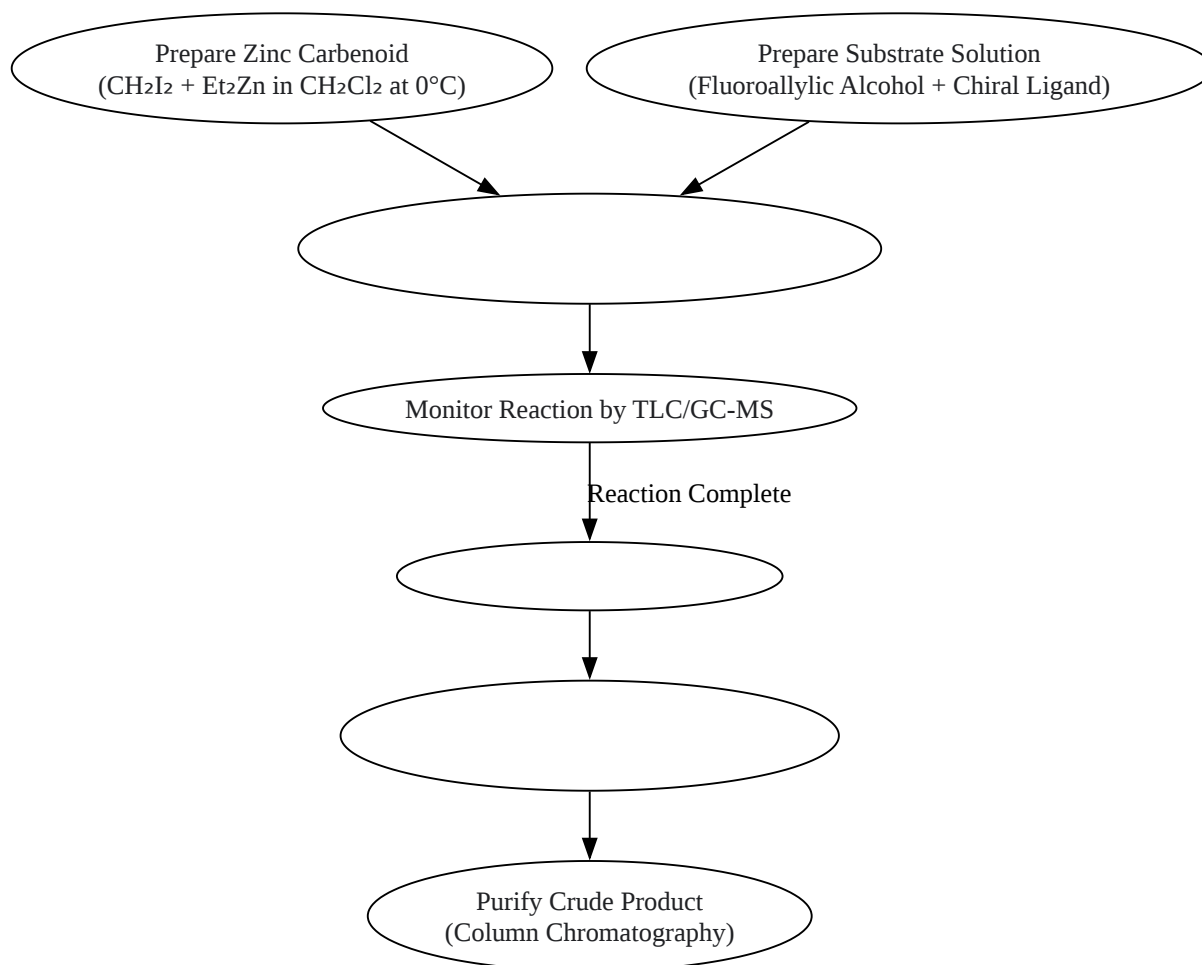 Prepare Zinc Carbenoid
(CH₂I₂ + Et₂Zn in CH₂Cl₂ at 0°C)
Prepare Substrate Solution
(Fluoroallylic Alcohol + Chiral Ligand)
Monitor Reaction by TLC/GC-MS
Reaction Complete
Purify Crude Product
(Column Chromatography)